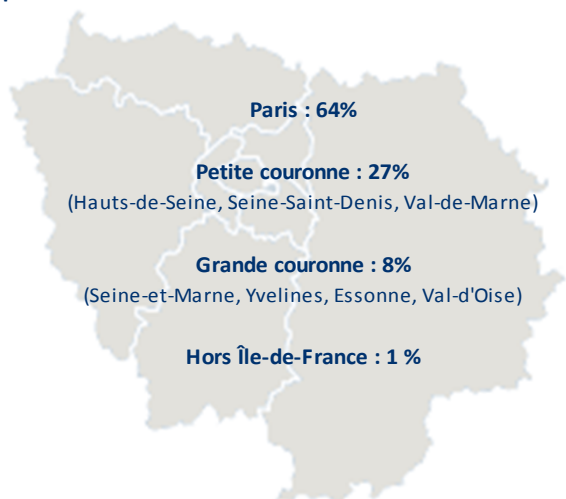 Paris : 64%
Petite couronne : 27%
(Hauts-de-Seine, Seine-Saint-Denis, Val-de-Marne)
Grande couronne : 8%
(Seine-et-Marne, Yvelines, Essonne, Val-d'Oise)
Hors Île-de-France : 1 %